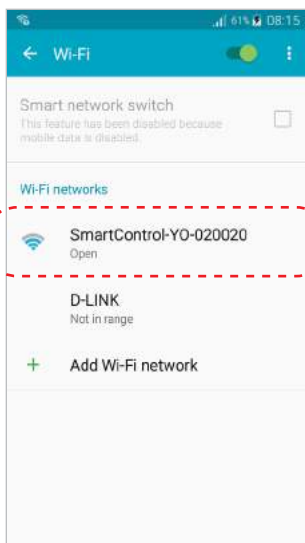 61% 08:15
Wi-Fi
Smart network switch
This feature has been disabled because
mobile data is disabled.
Wi-Fi networks
SmartControl-YO-020020
Open
D-LINK
Not in range
+ Add Wi-Fi network